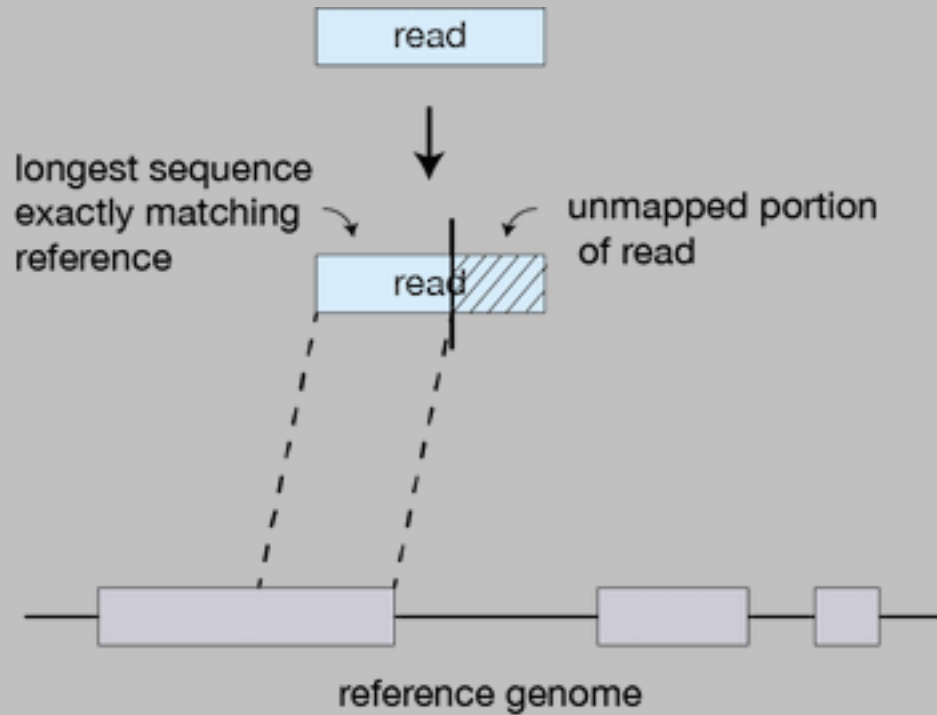 read
longest sequence
exactly matching
reference
unmapped portion
of read
read
reference genome